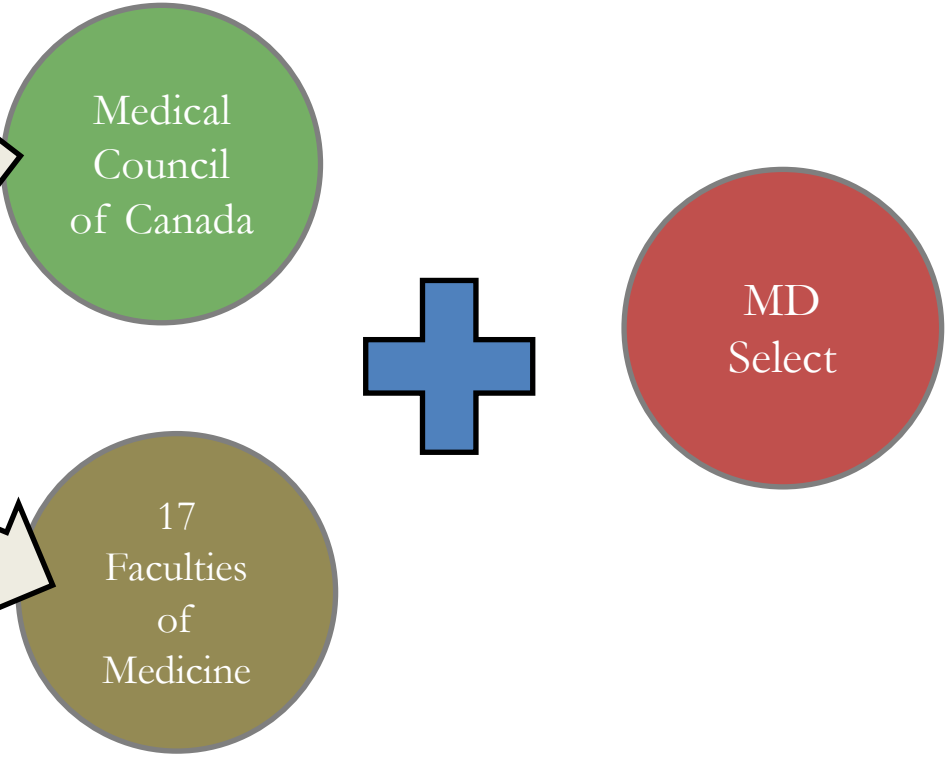 Medical
Council
of Canada
MD
Select
17
Faculties
of
Medicine